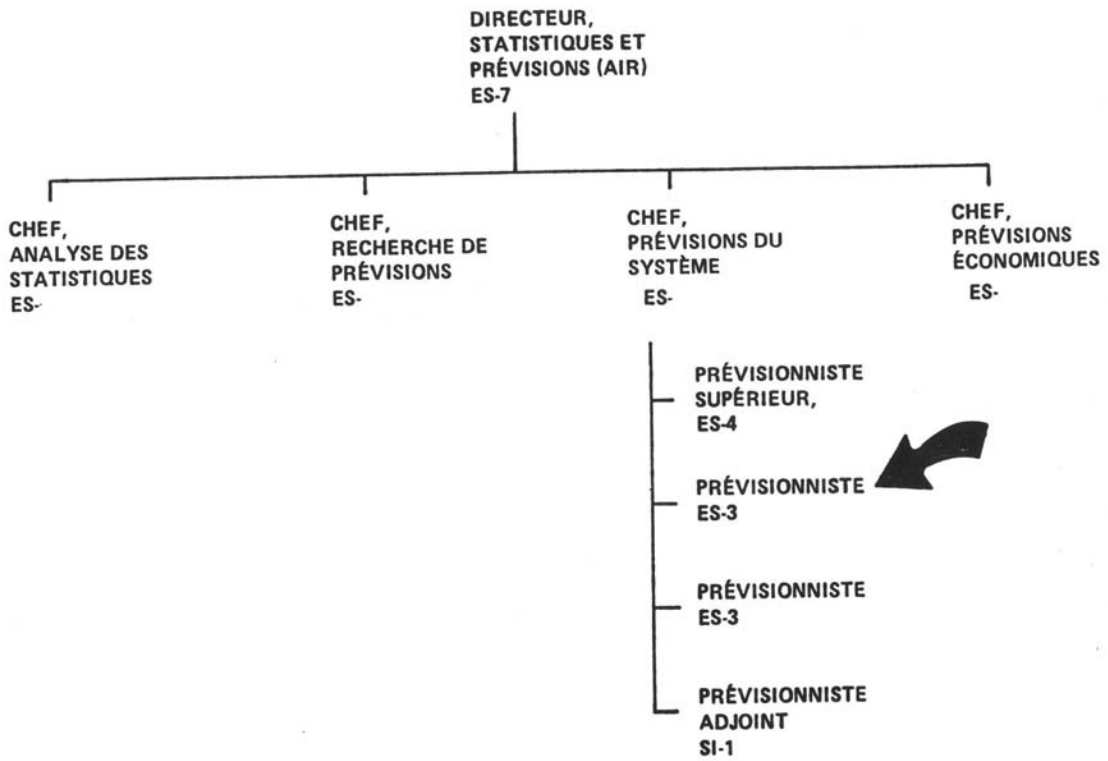 DIRECTEUR,
STATISTIQUES ET
PRÉVISIONS (AIR)
ES-7
CHEF,
ANALYSE DES
STATISTIQUES
ES-
CHEF,
RECHERCHE DE
PRÉVISIONS
ES-
CHEF,
PRÉVISIONS DU
SYSTÈME
ES-
CHEF,
PRÉVISIONS
ÉCONOMIQUES
ES-
PRÉVISIONNISTE
SUPÉRIEUR,
ES-4
PRÉVISIONNISTE
ES-3
PRÉVISIONNISTE
ES-3
PRÉVISIONNISTE
ADJOINT
SI-1